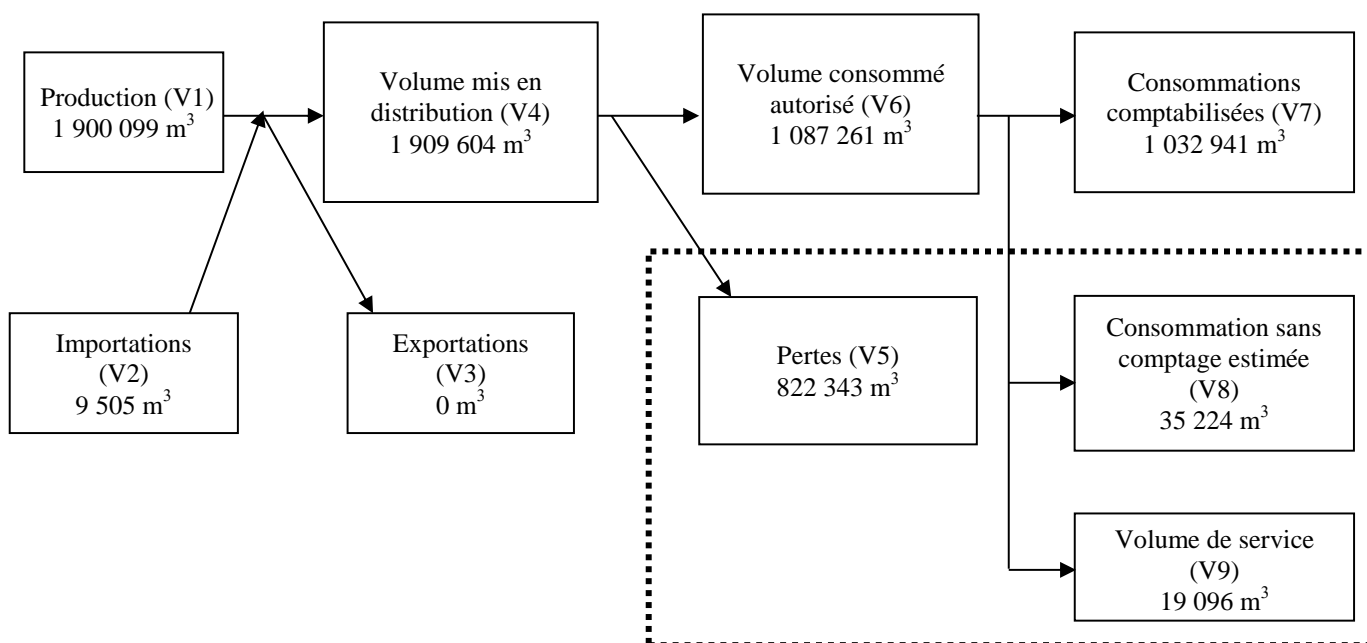 Production (V1)
1 900 099 m³
Volume mis en
distribution (V4)
1 909 604 m³
Volume consommé
autorisé (V6)
1 087 261 m³
Consommations
comptabilisées (V7)
1 032 941 m³
Importations
(V2)
9 505 m³
Exportations
(V3)
0 m³
Pertes (V5)
822 343 m³
Consommation sans
comptage estimée
(V8)
35 224 m³
Volume de service
(V9)
19 096 m³